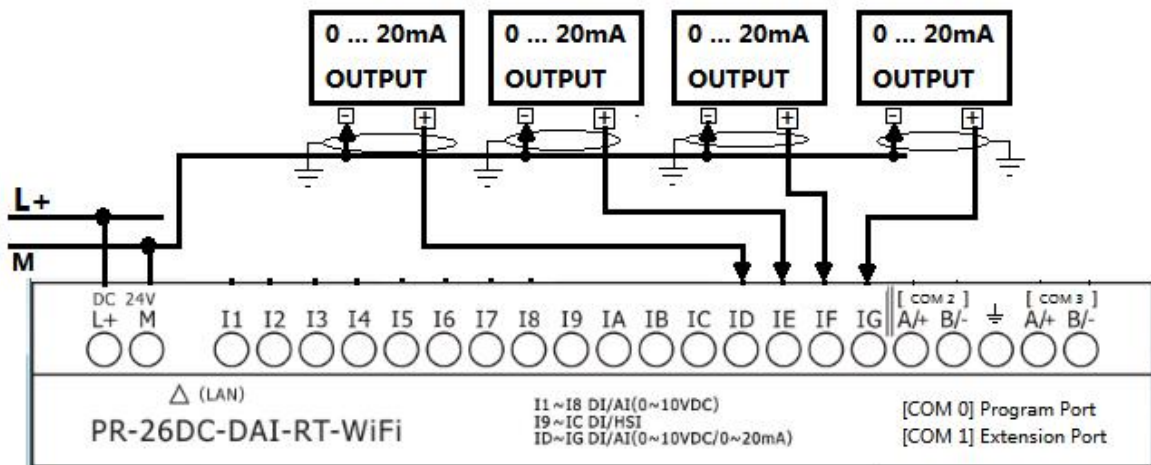 0 ... 20mA 0 ... 20mA 0 ... 20mA 0 ... 20mA
OUTPUT OUTPUT OUTPUT OUTPUT
- + - + - + - +
L+
M
DC 24V [ COM 2 ] [ COM 3 ]
L+ M I1 I2 I3 I4 I5 I6 I7 I8 I9 IA IB IC ID IE IF IG A/+ B/- A/+ B/-
(LAN)
PR-26DC-DAI-RT-WiFi
I1~I8 DI/AI(0~10VDC)
I9~IC DI/HSI
ID~IG DI/AI(0~10VDC/0~20mA)
[COM 0] Program Port
[COM 1] Extension Port